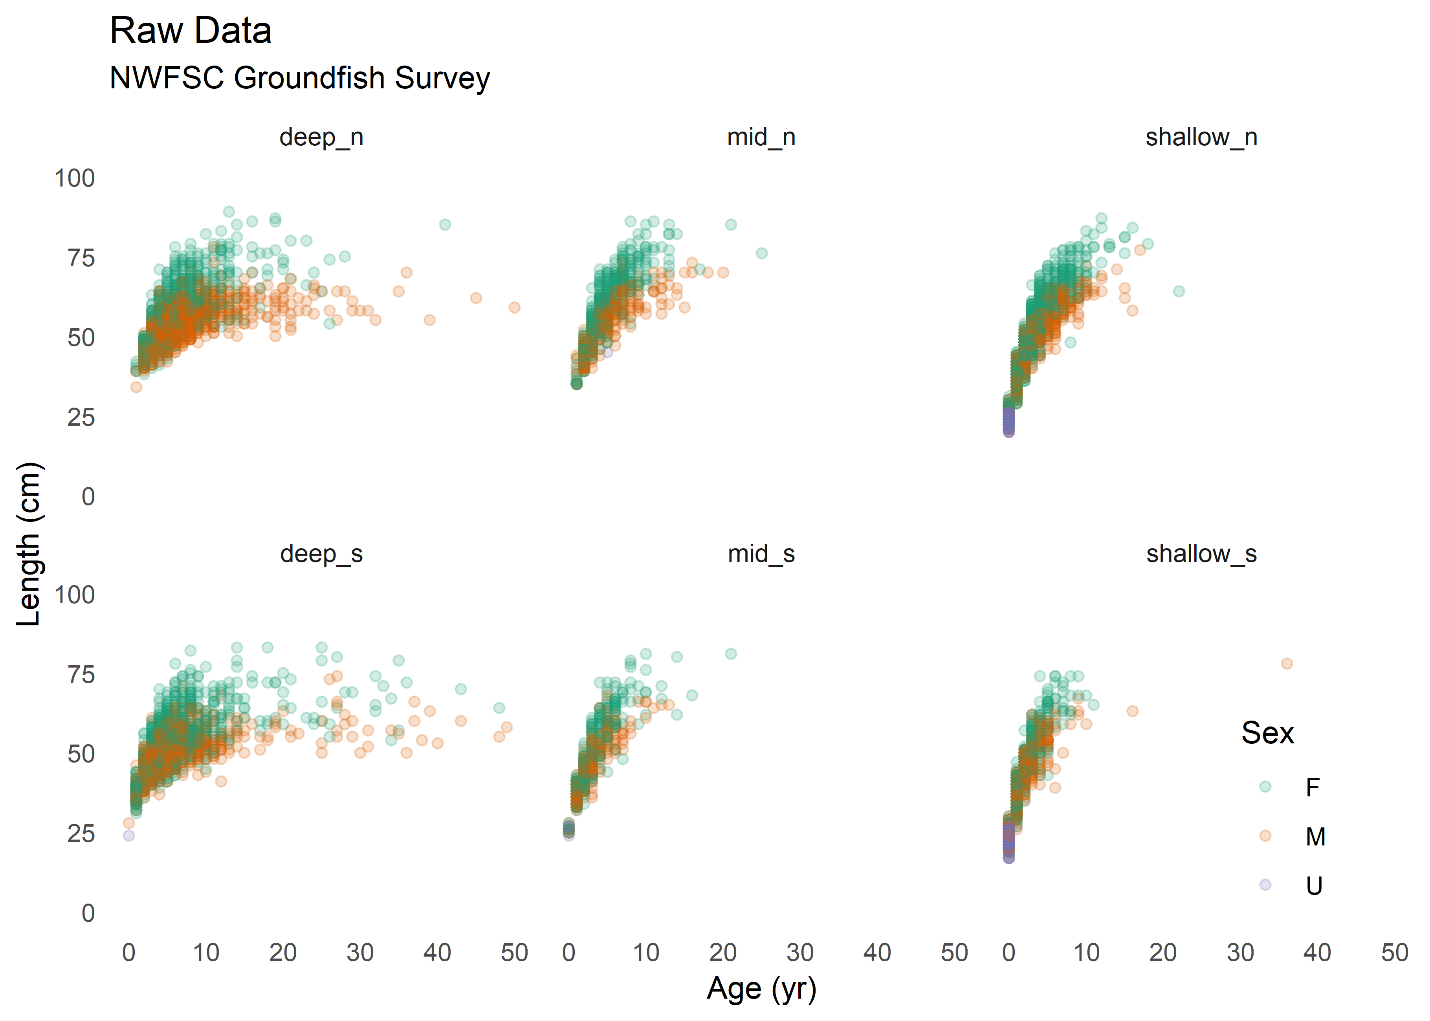 Raw Data
NWFSC Groundfish Survey
deep_n mid_n shallow_n
100
75
50
25
0
Length (cm)
deep_s mid_s shallow_s
100
75
50
25
0
Sex
F
M
U
0 10 20 30 40 50 0 10 20 30 40 50 0 10 20 30 40 50
Age (yr)